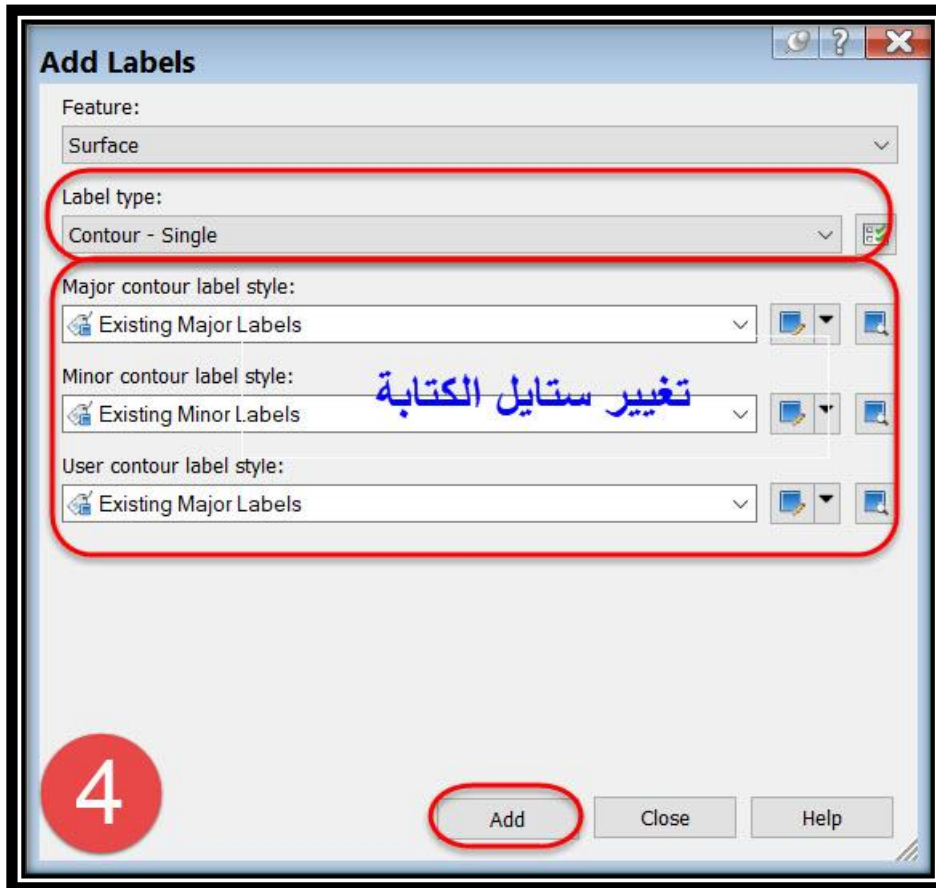 Add Labels
Feature:
Surface
Label type:
Contour - Single
Major contour label style:
Existing Major Labels
Minor contour label style:
Existing Minor Labels
تغيير ستايل الكتابة
User contour label style:
Existing Major Labels
4
Add
Close
Help